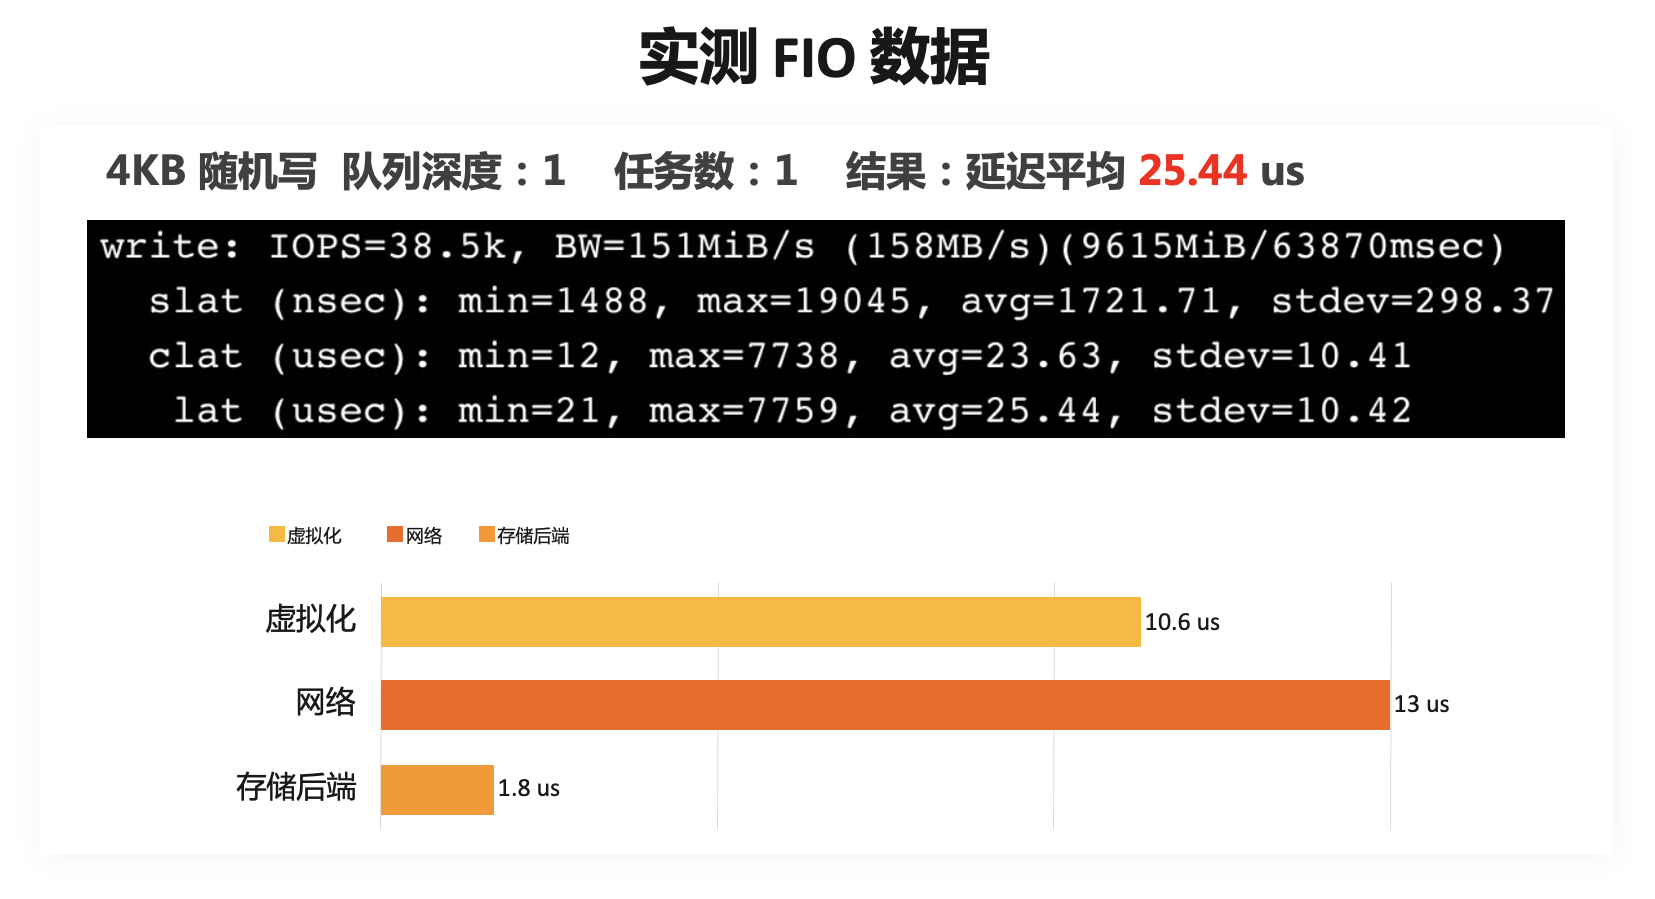 实测 FIO 数据
4KB 随机写 队列深度：1 任务数：1 结果：延迟平均 25.44 us
write: IOPS=38.5k, BW=151MiB/s (158MB/s)(9615MiB/63870msec)
slat (nsec): min=1488, max=19045, avg=1721.71, stdev=298.37
clat (usec): min=12, max=7738, avg=23.63, stdev=10.41
lat (usec): min=21, max=7759, avg=25.44, stdev=10.42
虚拟化 网络 存储后端
虚拟化 10.6 us
网络 13 us
存储后端 1.8 us